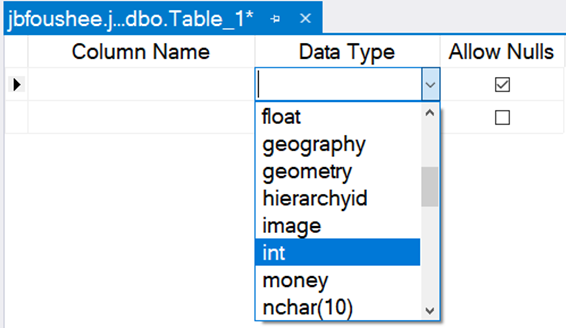 jbfoushee.j...dbo.Table_1*
Column Name Data Type Allow Nulls
float
geography
geometry
hierarchyid
image
int
money
nchar(10)